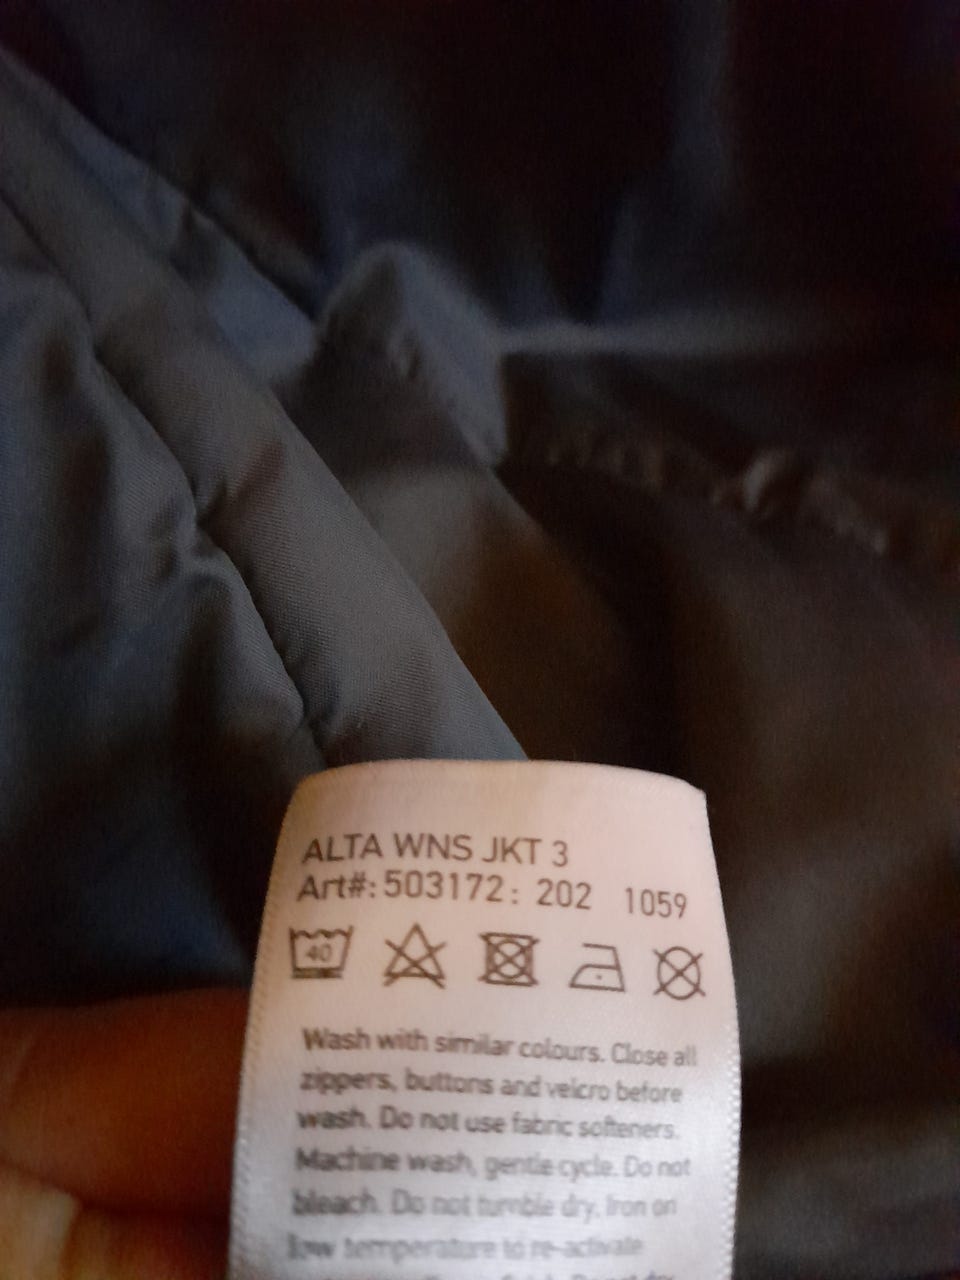 ALTA WNS JKT 3
Art#: 503172: 202 1059
40
Wash with similar colours. Close all
zippers, buttons and velcro before
wash. Do not use fabric softeners.
Machine wash, gentle cycle. Do not
bleach. Do not tumble dry. Iron on
low temperature to re-activate